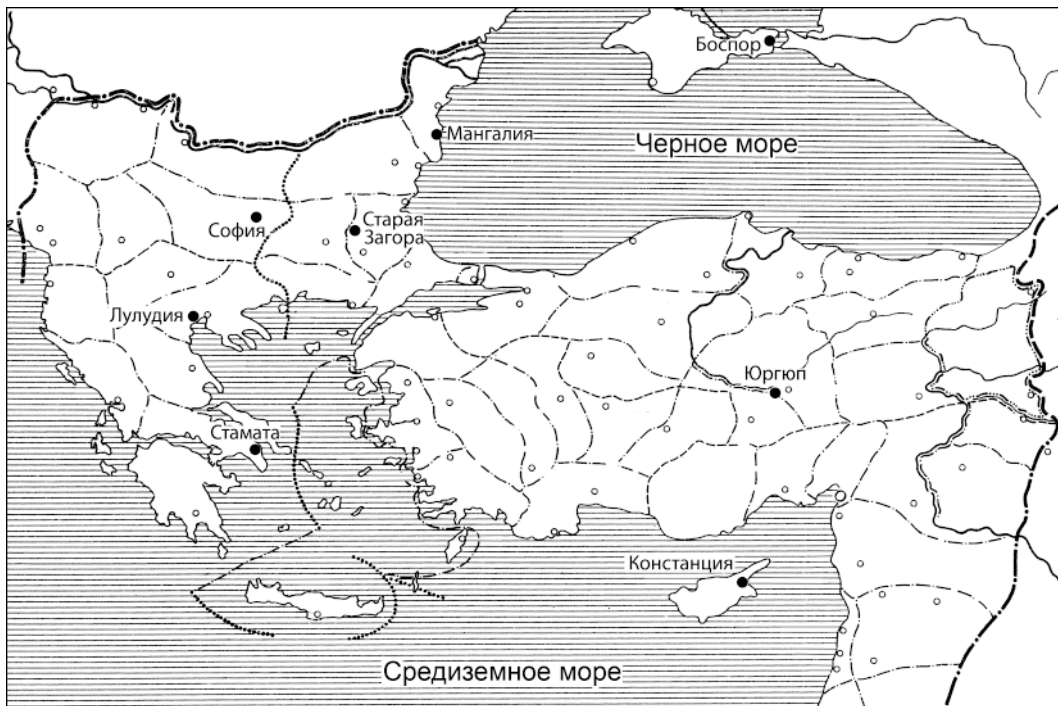 Боспор
Мангалия
Черное море
София
Старая
Загора
Лулудия
Юргюп
Стамата
Констанция
Средиземное море